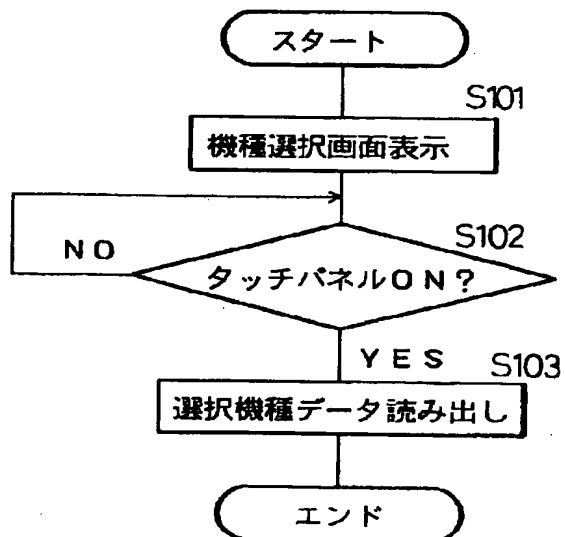 スタート
S101
機種選択画面表示
S102
NO
タッチパネルON?
YES
S103
選択機種データ読み出し
エンド